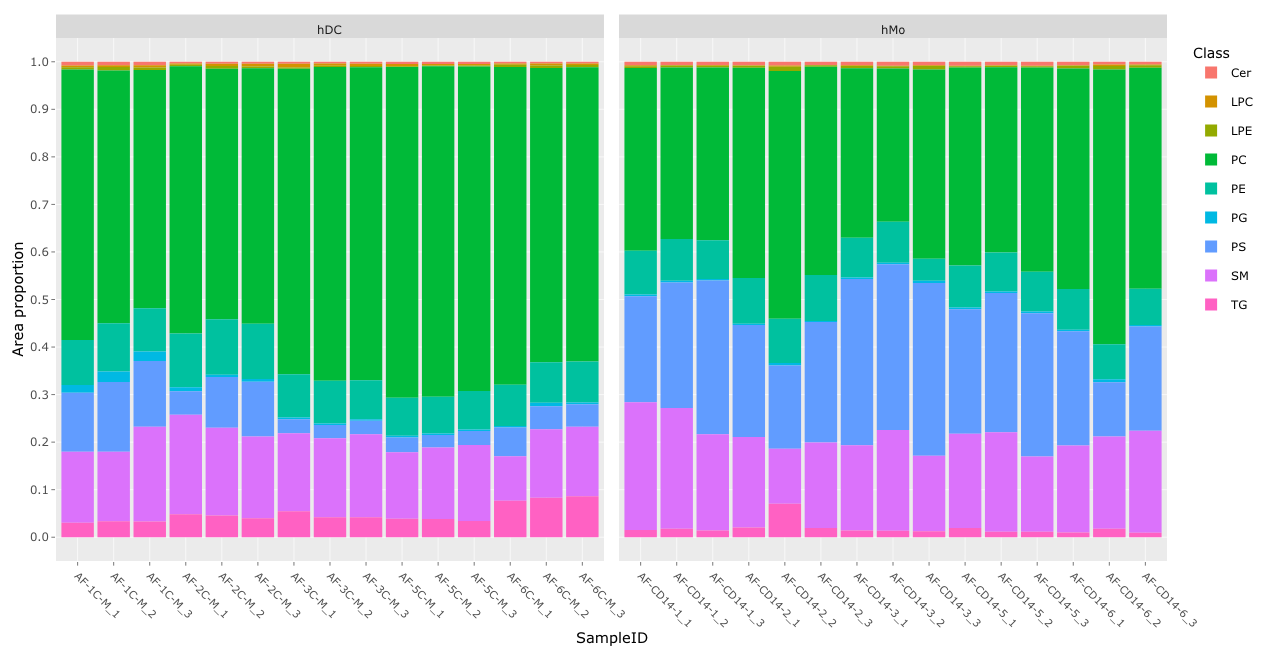 hDC
hMo
Class
Cer
LPC
LPE
PC
PE
PG
PS
SM
TG
Area proportion
1.0
0.9
0.8
0.7
0.6
0.5
0.4
0.3
0.2
0.1
0.0
AF-1C-M_1
AF-1C-M_2
AF-1C-M_3
AF-2C-M_1
AF-2C-M_2
AF-2C-M_3
AF-3C-M_1
AF-3C-M_2
AF-3C-M_3
AF-5C-M_1
AF-5C-M_2
AF-5C-M_3
AF-6C-M_1
AF-6C-M_2
AF-6C-M_3
AF-CD14-1_1
AF-CD14-1_2
AF-CD14-1_3
AF-CD14-2_1
AF-CD14-2_2
AF-CD14-2_3
AF-CD14-3_1
AF-CD14-3_2
AF-CD14-3_3
AF-CD14-5_1
AF-CD14-5_2
AF-CD14-5_3
AF-CD14-6_1
AF-CD14-6_2
AF-CD14-6_3
SampleID